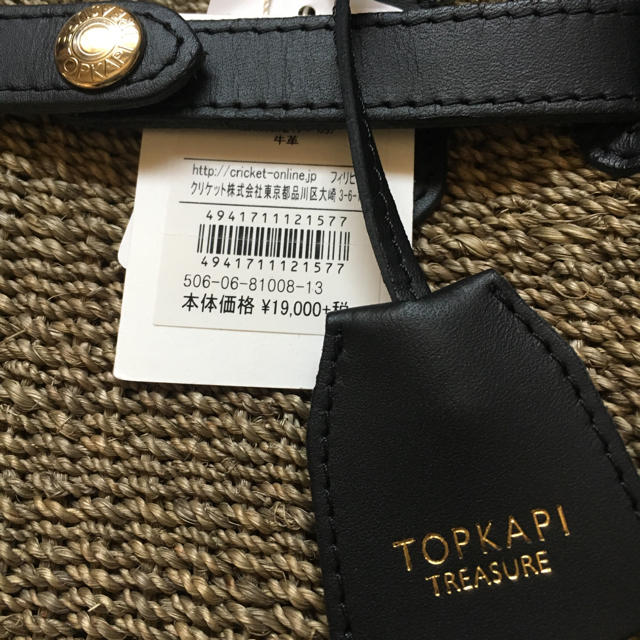 TOPKAPI
牛革
http://cricket-online.jp フィリピ
クリケット株式会社東京都品川区大崎3-6-
4941711121577
4941711121577
506-06-81008-13
本体価格 ¥19,000+税
TOPKAPI
TREASURE